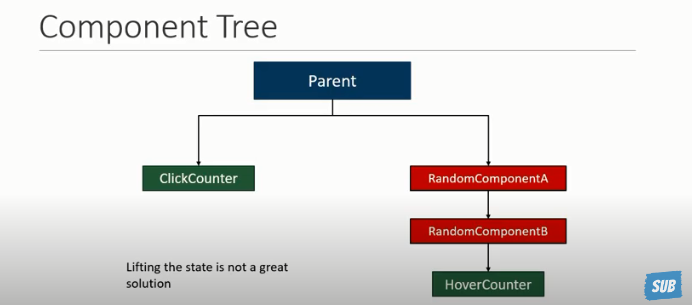 Component Tree
Parent
ClickCounter
RandomComponentA
RandomComponentB
Lifting the state is not a great
solution
HoverCounter
SUB